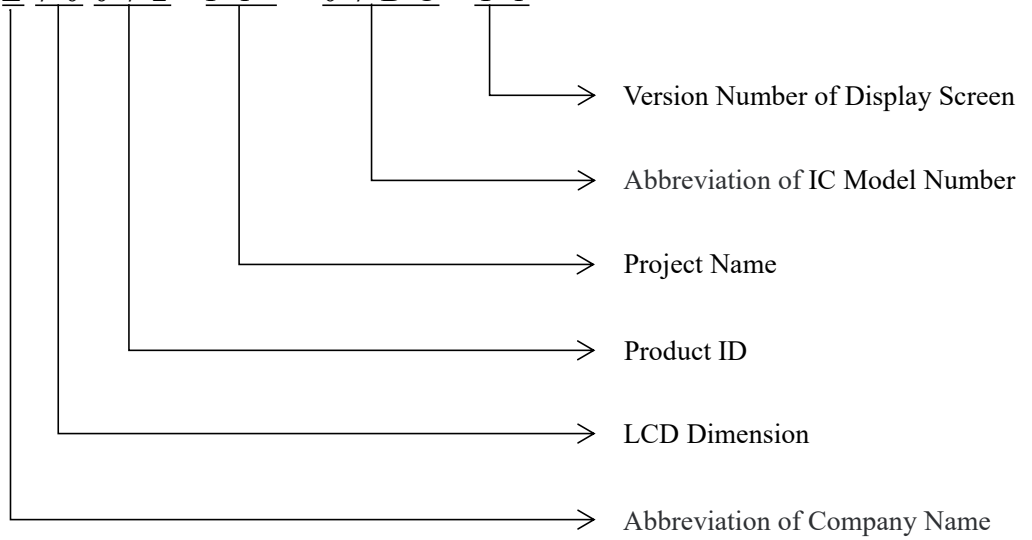 Version Number of Display Screen
Abbreviation of IC Model Number
Project Name
Product ID
LCD Dimension
Abbreviation of Company Name